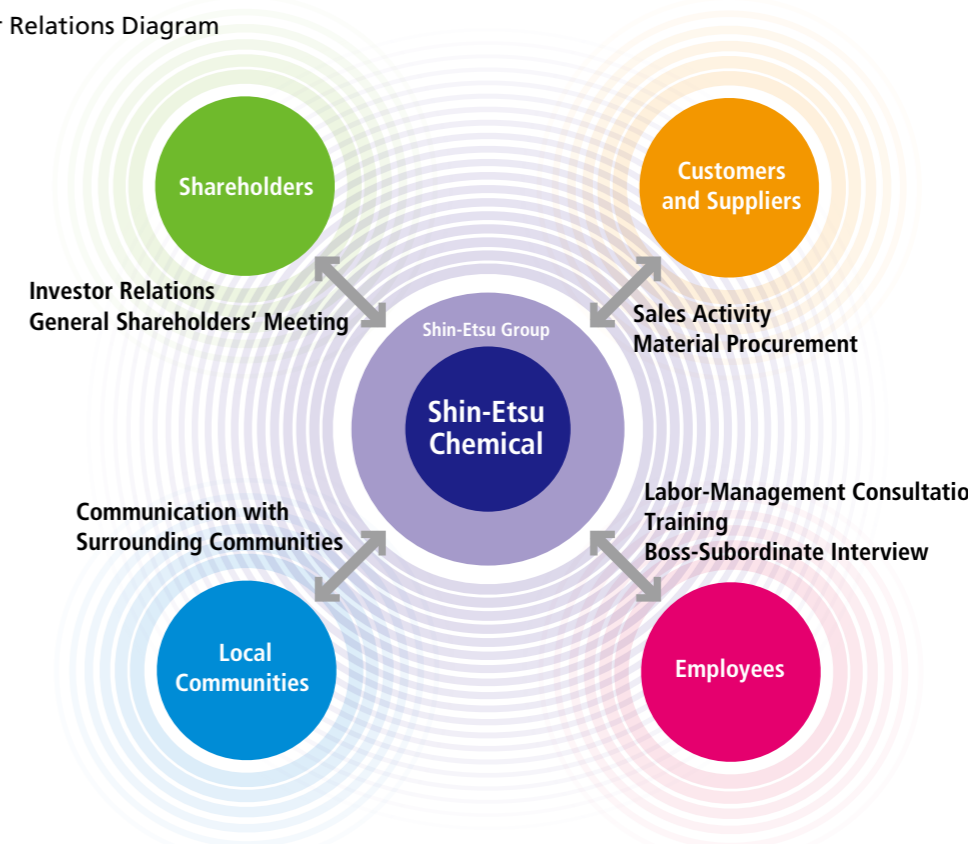 r Relations Diagram
Shareholders
Customers
and Suppliers
Investor Relations
General Shareholders' Meeting
Sales Activity
Material Procurement
Shin-Etsu Group
Shin-Etsu
Chemical
Communication with
Surrounding Communities
Labor-Management Consultatio
Training
Boss-Subordinate Interview
Local
Communities
Employees